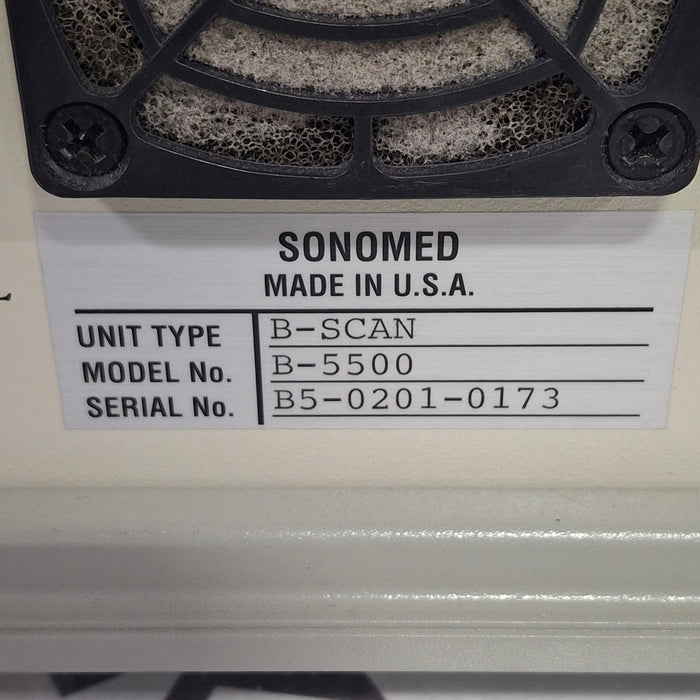 SONOMED
MADE IN U.S.A.
UNIT TYPE B-SCAN
MODEL No. B-5500
SERIAL No. B5-0201-0173